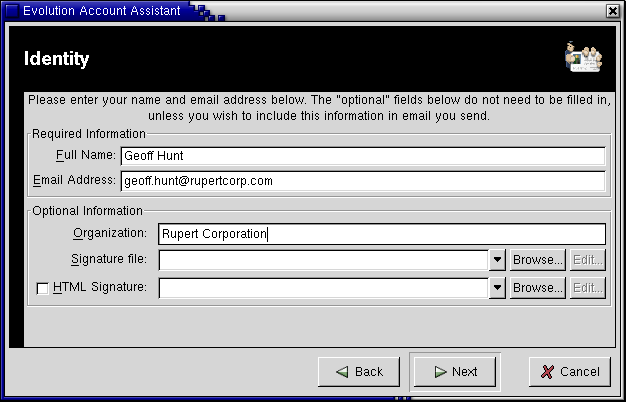 Evolution Account Assistant
Identity
Please enter your name and email address below. The "optional" fields below do not need to be filled in,
unless you wish to include this information in email you send.
Required Information
Full Name: Geoff Hunt
Email Address: geoff.hunt@rupertcorp.com
Optional Information
Organization: Rupert Corporation
Signature file: Browse... Edit...
HTML Signature: Browse... Edit...
Back Next Cancel